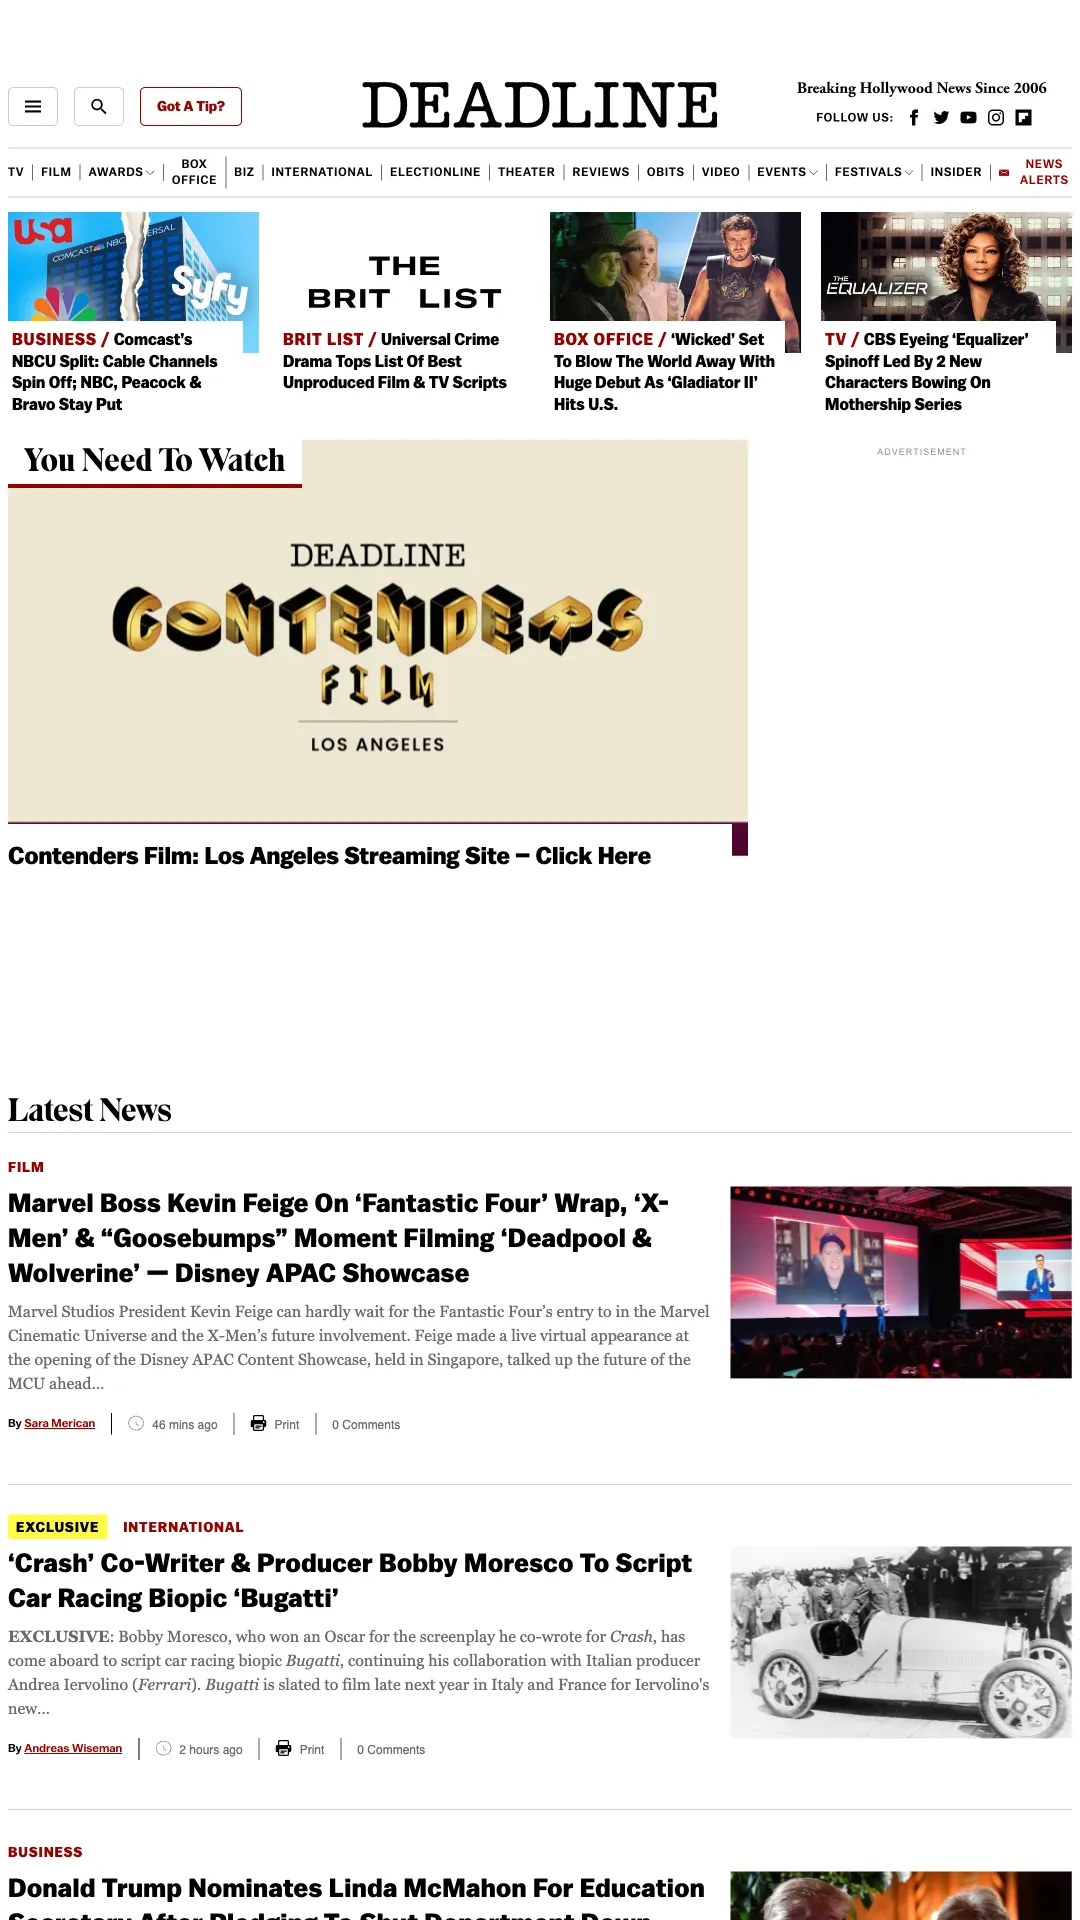 Got A Tip?
DEADLINE
Breaking Hollywood News Since 2006
FOLLOW US:
TV
FILM
AWARDS
BOX
OFFICE
BIZ
INTERNATIONAL
ELECTIONLINE
THEATER
REVIEWS
OBITS
VIDEO
EVENTS
FESTIVALS
INSIDER
NEWS
ALERTS
USA
COMCAST NBCUNIVERSAL
Syfy
BUSINESS / Comcast’s
NBCU Split: Cable Channels
Spin Off; NBC, Peacock &
Bravo Stay Put
THE
BRIT LIST
BRIT LIST / Universal Crime
Drama Tops List Of Best
Unproduced Film & TV Scripts
BOX OFFICE / ‘Wicked’ Set
To Blow The World Away With
Huge Debut As ‘Gladiator II’
Hits U.S.
THE
EQUALIZER
TV / CBS Eyeing ‘Equalizer’
Spinoff Led By 2 New
Characters Bowing On
Mothership Series
You Need To Watch
ADVERTISEMENT
DEADLINE
CONTENDERS
FILM
LOS ANGELES
Contenders Film: Los Angeles Streaming Site – Click Here
Latest News
FILM
Marvel Boss Kevin Feige On ‘Fantastic Four’ Wrap, ‘X-
Men’ & “Goosebumps” Moment Filming ‘Deadpool &
Wolverine’ — Disney APAC Showcase
Marvel Studios President Kevin Feige can hardly wait for the Fantastic Four’s entry to in the Marvel
Cinematic Universe and the X-Men’s future involvement. Feige made a live virtual appearance at
the opening of the Disney APAC Content Showcase, held in Singapore, talked up the future of the
MCU ahead...
By Sara Merican
46 mins ago
Print
0 Comments
EXCLUSIVE
INTERNATIONAL
‘Crash’ Co-Writer & Producer Bobby Moresco To Script
Car Racing Biopic ‘Bugatti’
EXCLUSIVE: Bobby Moresco, who won an Oscar for the screenplay he co-wrote for Crash, has
come aboard to script car racing biopic Bugatti, continuing his collaboration with Italian producer
Andrea Iervolino (Ferrari). Bugatti is slated to film late next year in Italy and France for Iervolino's
new...
By Andreas Wiseman
2 hours ago
Print
0 Comments
BUSINESS
Donald Trump Nominates Linda McMahon For Education
Secretary After Pledging To Shut Department Down